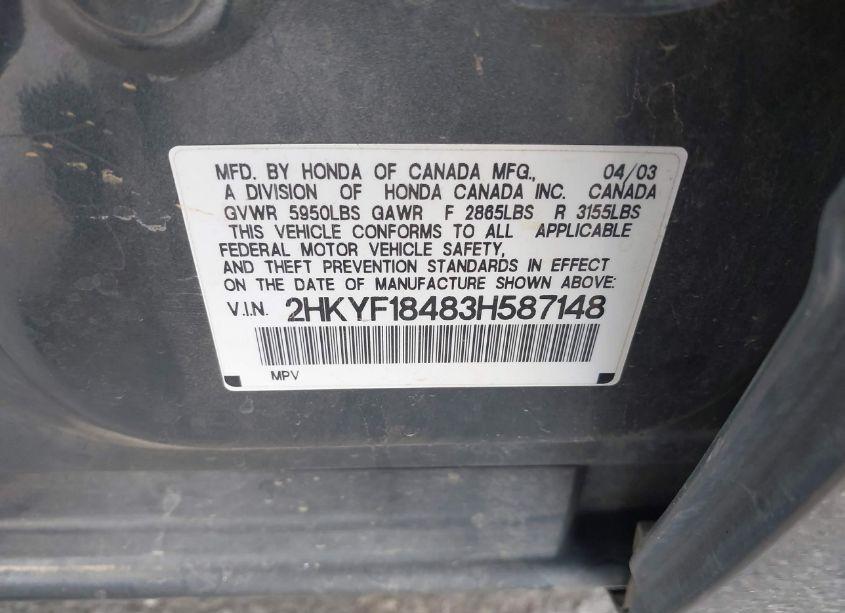 MFD. BY HONDA OF CANADA MFG., 04/03
A DIVISION OF HONDA CANADA INC. CANADA
GVWR 5950LBS GAWR F 2865LBS R 3155LBS
THIS VEHICLE CONFORMS TO ALL APPLICABLE
FEDERAL MOTOR VEHICLE SAFETY,
AND THEFT PREVENTION STANDARDS IN EFFECT
ON THE DATE OF MANUFACTURE SHOWN ABOVE:
V.I.N. 2HKYF18483H587148
MPV